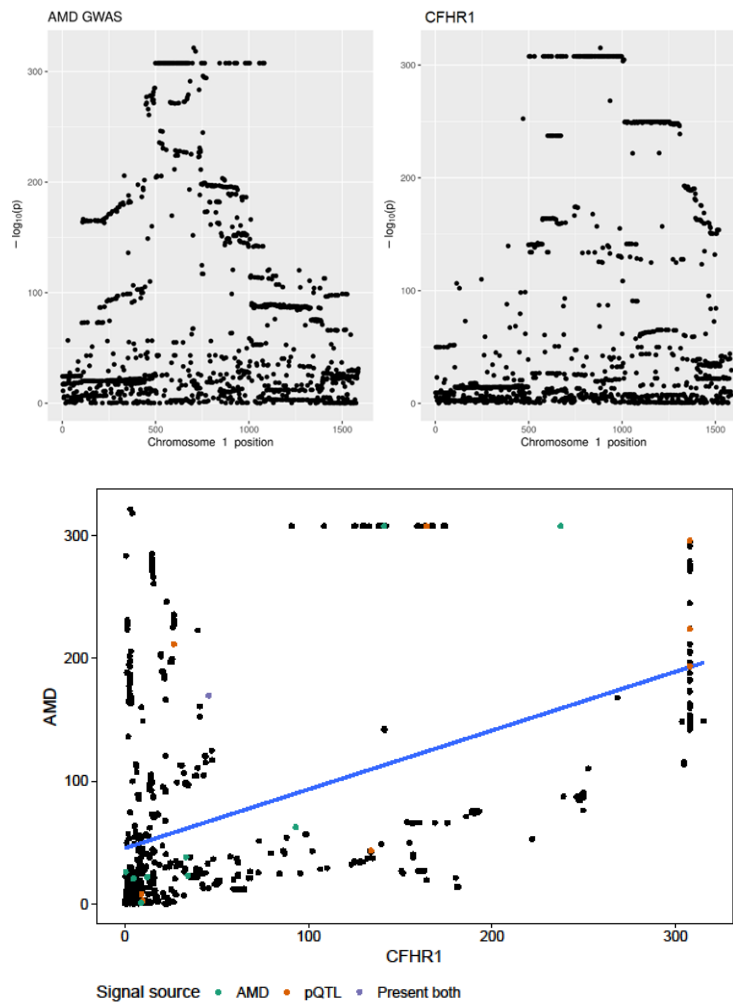 AMD GWAS
300
200
100
0
− log10(p)
0
500
1000
1500
Chromosome 1 position
CFHR1
300
200
100
0
− log10(p)
0
500
1000
1500
Chromosome 1 position
300
200
100
0
AMD
0
100
200
300
CFHR1
Signal source AMD pQTL Present both